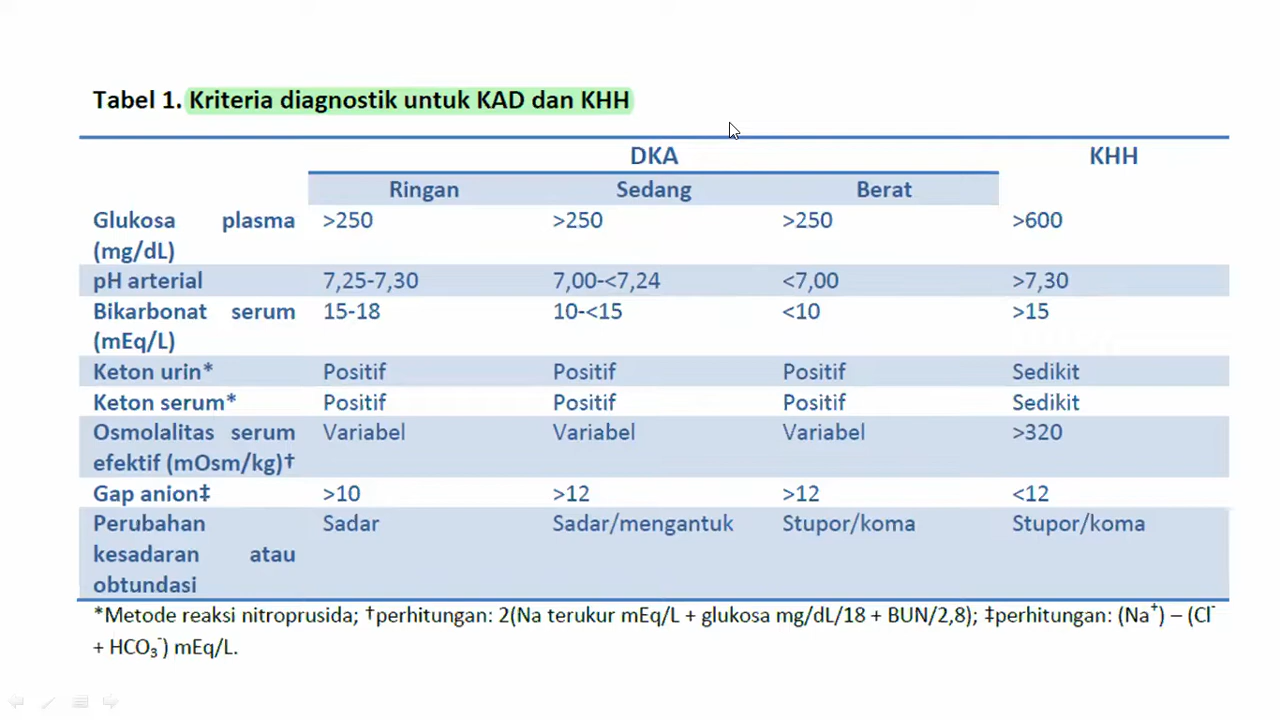 Tabel 1. Kriteria diagnostik untuk KAD dan KHH
DKA KHH
Ringan Sedang Berat
Glukosa plasma >250 >250 >250 >600
(mg/dL)
pH arterial 7,25-7,30 7,00-<7,24 <7,00 >7,30
Bikarbonat serum 15-18 10-<15 <10 >15
(mEq/L)
Keton urin* Positif Positif Positif Sedikit
Keton serum* Positif Positif Positif Sedikit
Osmolalitas serum Variabel Variabel Variabel >320
efektif (mOsm/kg)†
Gap anion‡ >10 >12 >12 <12
Perubahan Sadar Sadar/mengantuk Stupor/koma Stupor/koma
kesadaran atau
obtundasi
*Metode reaksi nitroprusida; †perhitungan: 2(Na terukur mEq/L + glukosa mg/dL/18 + BUN/2,8); ‡perhitungan: (Na⁺) – (Cl⁻
+ HCO₃⁻) mEq/L.